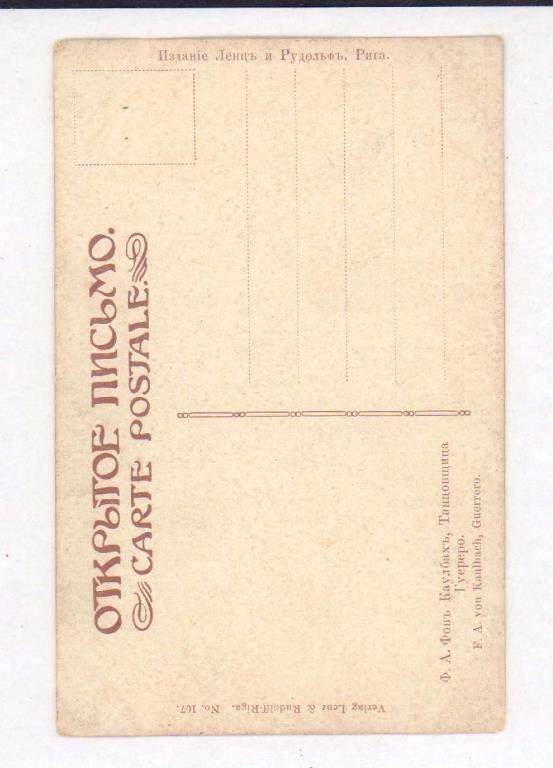 Изданіе Ленцъ и Рудольфъ, Рига.
ОТКРЫТОЕ ПИСЬМО.
CARTE POSTALE.
Ф. А. Фонъ Каулбахъ, Танцовщица
Гуереро.
F. A. von Kaulbach, Guerrero.
Verlag Lenz & Rudolff-Riga. No. 167.